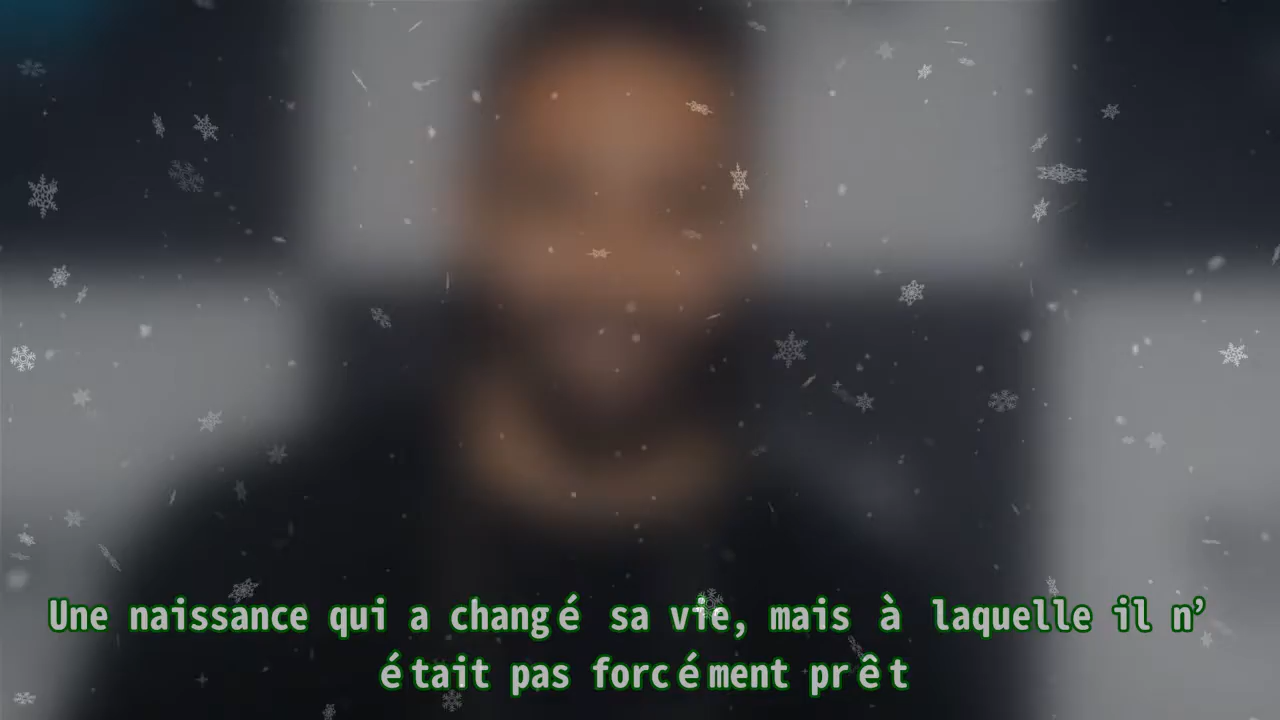 Une naissance qui a changé sa vie, mais à laquelle il n’
était pas forcément prêt